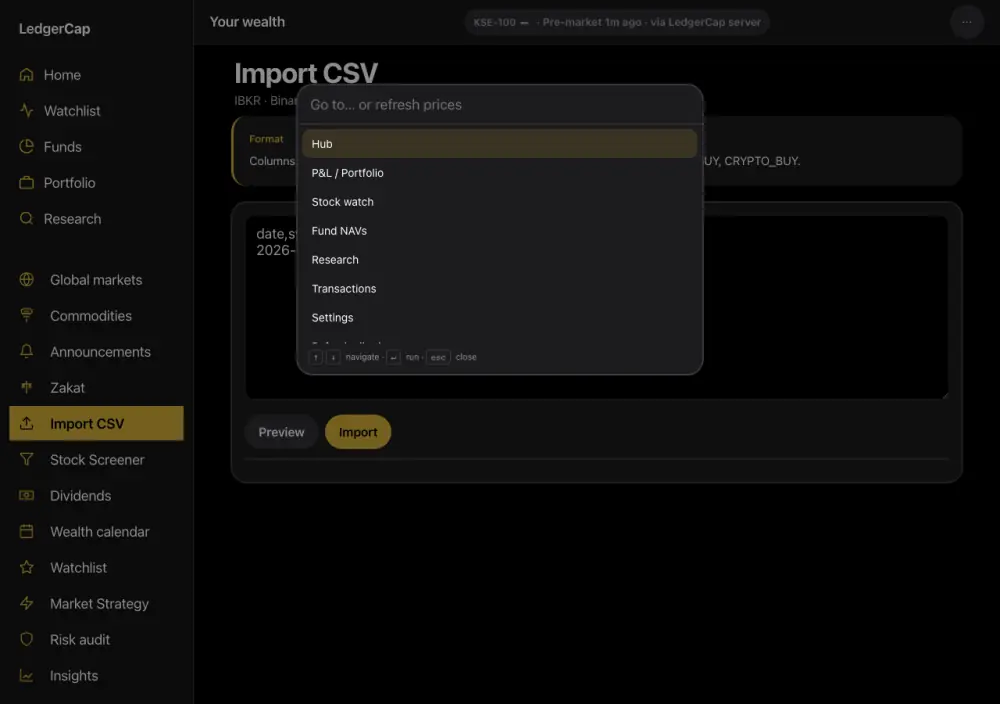 LedgerCap
Home
Watchlist
Funds
Portfolio
Research
Global markets
Commodities
Announcements
Zakat
Import CSV
Stock Screener
Dividends
Wealth calendar
Watchlist
Market Strategy
Risk audit
Insights
Your wealth
KSE-100 — · Pre-market 1m ago · via LedgerCap server
...
Import CSV
IBKR · Binan
Format
Columns UY, CRYPTO_BUY.
date,s
2026-
Go to... or refresh prices
Hub
P&L / Portfolio
Stock watch
Fund NAVs
Research
Transactions
Settings
↑ ↓ navigate · ↵ run · esc close
Preview
Import